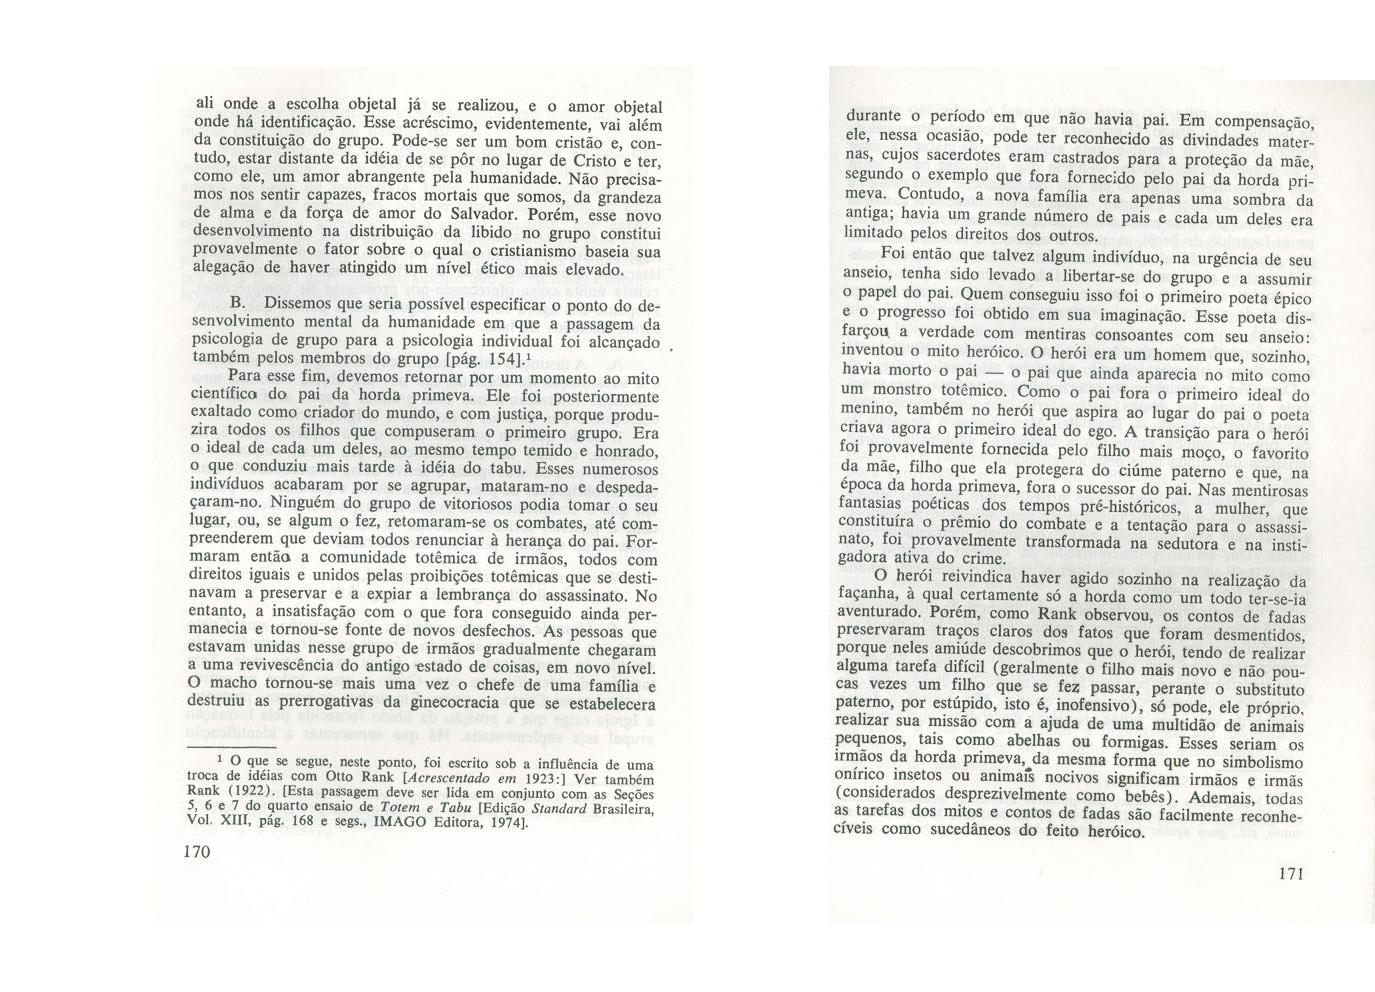 ali onde a escolha objetal já se realizou, e o amor objetal
onde há identificação. Esse acréscimo, evidentemente, vai além
da constituição do grupo. Pode-se ser um bom cristão e, con-
tudo, estar distante da idéia de se pôr no lugar de Cristo e ter,
como ele, um amor abrangente pela humanidade. Não precisa-
mos nos sentir capazes, fracos mortais que somos, da grandeza
de alma e da força de amor do Salvador. Porém, esse novo
desenvolvimento na distribuição da libido no grupo constitui
provavelmente o fator sobre o qual o cristianismo baseia sua
alegação de haver atingido um nível ético mais elevado.
B. Dissemos que seria possível especificar o ponto do de-
senvolvimento mental da humanidade em que a passagem da
psicologia de grupo para a psicologia individual foi alcançado
também pelos membros do grupo [pág. 154].¹
Para esse fim, devemos retornar por um momento ao mito
científico do pai da horda primeva. Ele foi posteriormente
exaltado como criador do mundo, e com justiça, porque produ-
zira todos os filhos que compuseram o primeiro grupo. Era
o ideal de cada um deles, ao mesmo tempo temido e honrado,
o que conduziu mais tarde à idéia do tabu. Esses numerosos
indivíduos acabaram por se agrupar, mataram-no e despeda-
çaram-no. Ninguém do grupo de vitoriosos podia tomar o seu
lugar, ou, se algum o fez, retomaram-se os combates, até com-
preenderem que deviam todos renunciar à herança do pai. For-
maram então a comunidade totêmica de irmãos, todos com
direitos iguais e unidos pelas proibições totêmicas que se desti-
navam a preservar e a expiar a lembrança do assassinato. No
entanto, a insatisfação com o que fora conseguido ainda per-
manecia e tornou-se fonte de novos desfechos. As pessoas que
estavam unidas nesse grupo de irmãos gradualmente chegaram
a uma revivescência do antigo estado de coisas, em novo nível.
O macho tornou-se mais uma vez o chefe de uma família e
destruiu as prerrogativas da ginecocracia que se estabelecera
¹ O que se segue, neste ponto, foi escrito sob a influência de uma
troca de idéias com Otto Rank [Acrescentado em 1923:] Ver também
Rank (1922). [Esta passagem deve ser lida em conjunto com as Seções
5, 6 e 7 do quarto ensaio de Totem e Tabu [Edição Standard Brasileira,
Vol. XIII, pág. 168 e segs., IMAGO Editora, 1974].
170
durante o período em que não havia pai. Em compensação,
ele, nessa ocasião, pode ter reconhecido as divindades mater-
nas, cujos sacerdotes eram castrados para a proteção da mãe,
segundo o exemplo que fora fornecido pelo pai da horda pri-
meva. Contudo, a nova família era apenas uma sombra da
antiga; havia um grande número de pais e cada um deles era
limitado pelos direitos dos outros.
Foi então que talvez algum indivíduo, na urgência de seu
anseio, tenha sido levado a libertar-se do grupo e a assumir
o papel do pai. Quem conseguiu isso foi o primeiro poeta épico
e o progresso foi obtido em sua imaginação. Esse poeta dis-
farçou a verdade com mentiras consoantes com seu anseio:
inventou o mito heróico. O herói era um homem que, sozinho,
havia morto o pai — o pai que ainda aparecia no mito como
um monstro totêmico. Como o pai fora o primeiro ideal do
menino, também no herói que aspira ao lugar do pai o poeta
criava agora o primeiro ideal do ego. A transição para o herói
foi provavelmente fornecida pelo filho mais moço, o favorito
da mãe, filho que ela protegera do ciúme paterno e que, na
época da horda primeva, fora o sucessor do pai. Nas mentirosas
fantasias poéticas dos tempos pré-históricos, a mulher, que
constituíra o prêmio do combate e a tentação para o assassi-
nato, foi provavelmente transformada na sedutora e na insti-
gadora ativa do crime.
O herói reivindica haver agido sozinho na realização da
façanha, à qual certamente só a horda como um todo ter-se-ia
aventurado. Porém, como Rank observou, os contos de fadas
preservaram traços claros dos fatos que foram desmentidos,
porque neles amiúde descobrimos que o herói, tendo de realizar
alguma tarefa difícil (geralmente o filho mais novo e não pou-
cas vezes um filho que se fez passar, perante o substituto
paterno, por estúpido, isto é, inofensivo), só pode, ele próprio,
realizar sua missão com a ajuda de uma multidão de animais
pequenos, tais como abelhas ou formigas. Esses seriam os
irmãos da horda primeva, da mesma forma que no simbolismo
onírico insetos ou animais nocivos significam irmãos e irmãs
(considerados desprezivelmente como bebês). Ademais, todas
as tarefas dos mitos e contos de fadas são facilmente reconhe-
cíveis como sucedâneos do feito heróico.
171